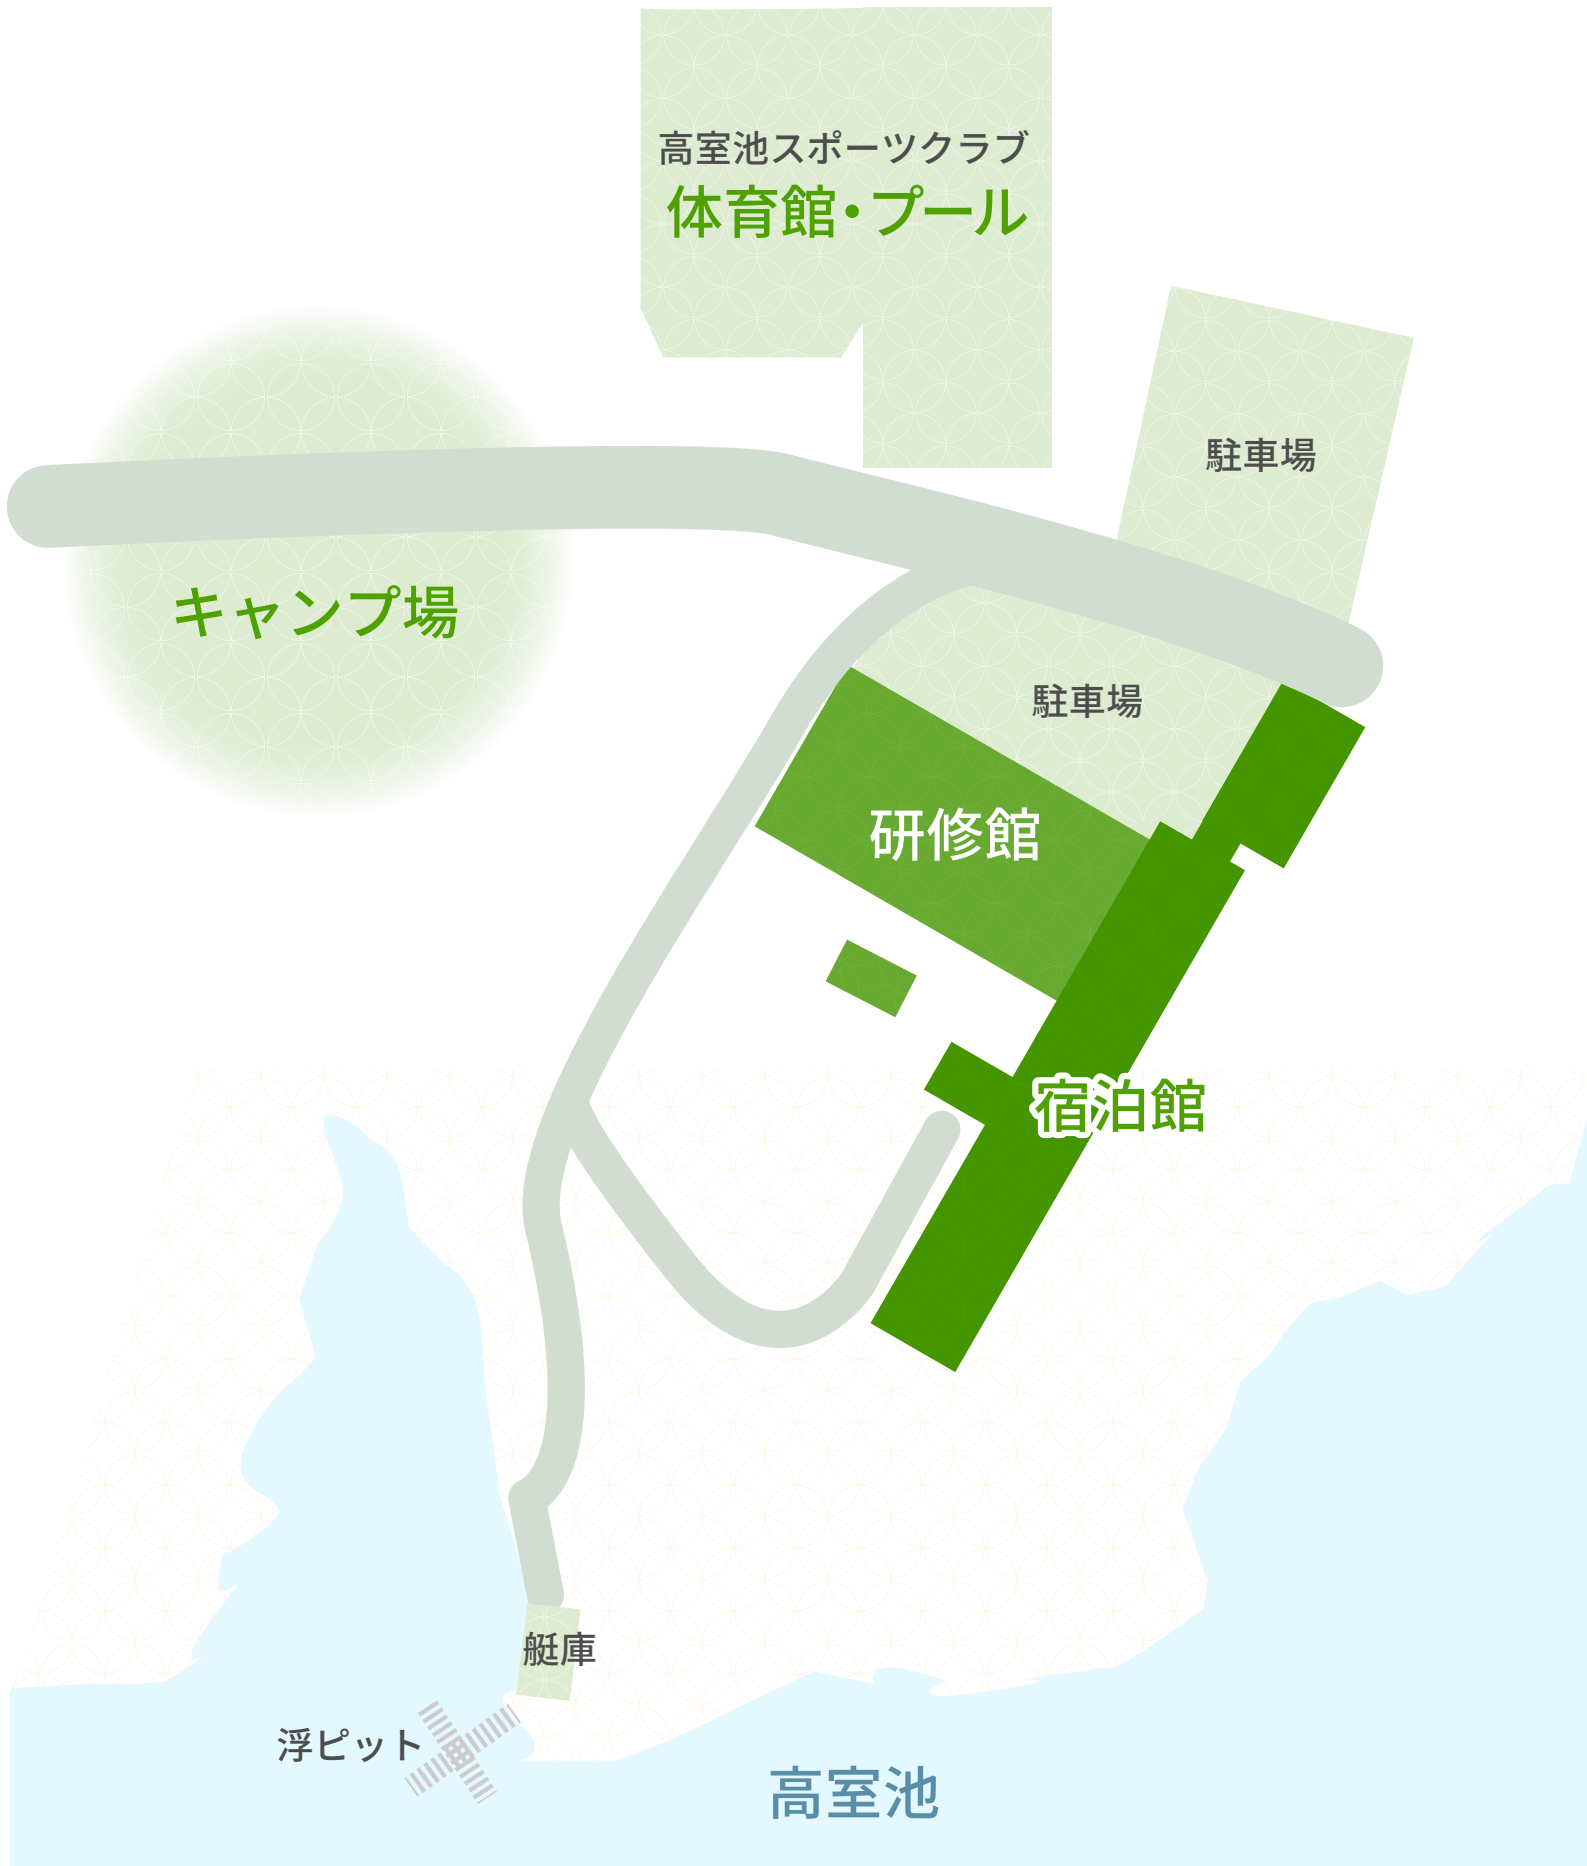 高室池スポーツクラブ
体育館・プール
駐車場
キャンプ場
駐車場
研修館
宿泊館
艇庫
浮ピット
高室池